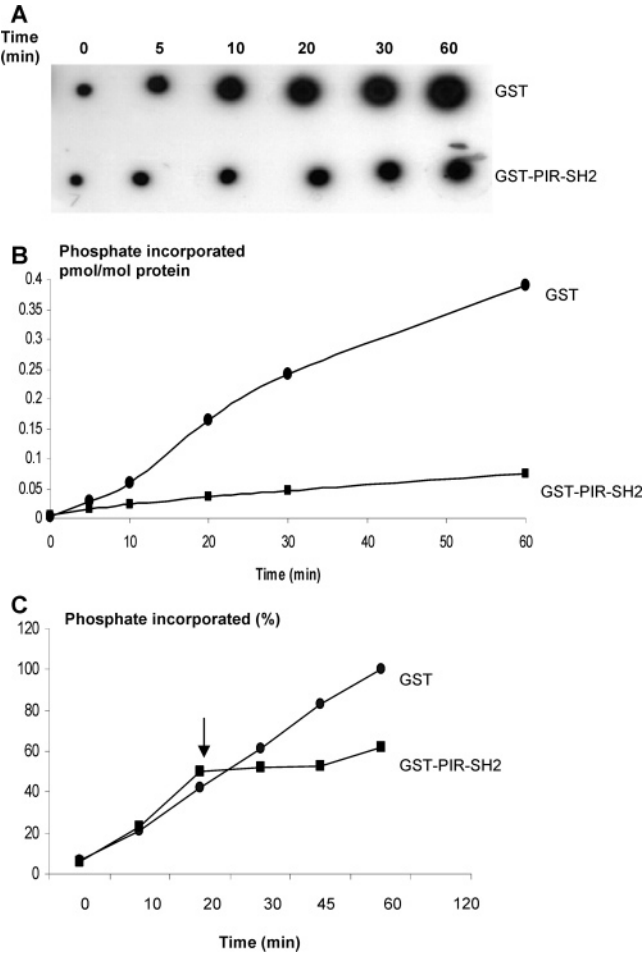 A
Time
(min)
0 5 10 20 30 60
GST
GST-PIR-SH2
B
Phosphate incorporated
pmol/mol protein
0.4
0.35
0.3
0.25
0.2
0.15
0.1
0.05
0
GST
GST-PIR-SH2
0 10 20 30 40 50 60
Time (min)
C
Phosphate incorporated (%)
120
100
80
60
40
20
0
GST
GST-PIR-SH2
0 10 20 30 45 60 120
Time (min)